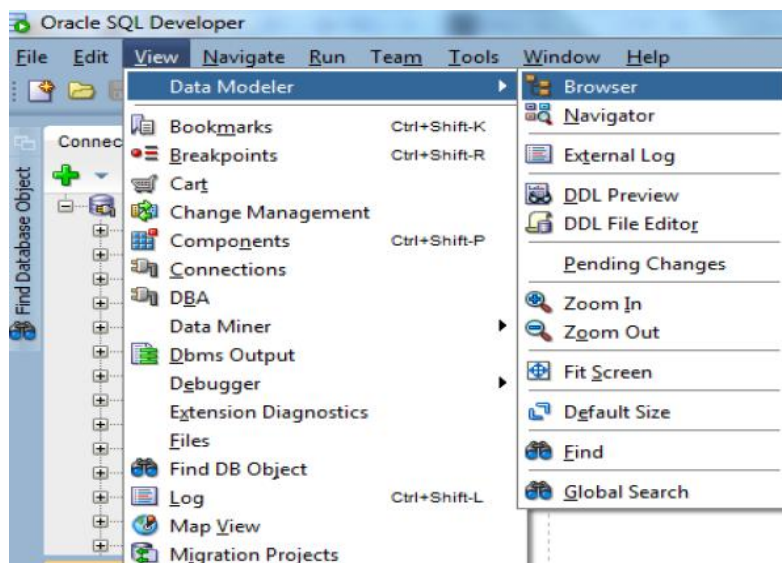 Oracle SQL Developer
File Edit View Navigate Run Team Tools Window Help
Connec
Find Database Object
Data Modeler
Bookmarks Ctrl+Shift-K
Breakpoints Ctrl+Shift-R
Cart
Change Management
Components Ctrl+Shift-P
Connections
DBA
Data Miner
Dbms Output
Debugger
Extension Diagnostics
Files
Find DB Object
Log Ctrl+Shift-L
Map View
Migration Projects
Browser
Navigator
External Log
DDL Preview
DDL File Editor
Pending Changes
Zoom In
Zoom Out
Fit Screen
Default Size
Find
Global Search